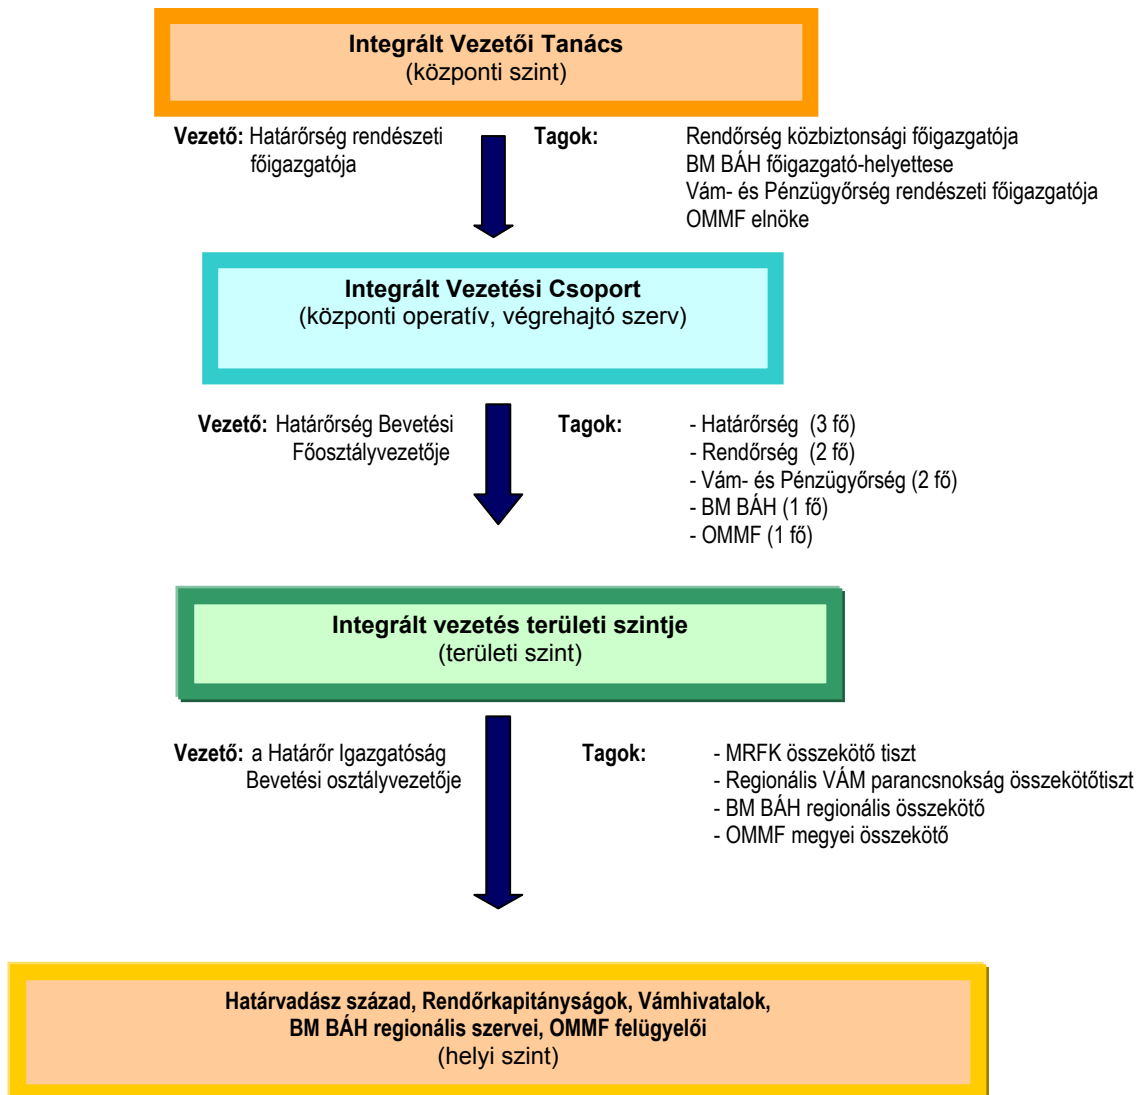 Integrált Vezetői Tanács
(központi szint)
Vezető: Határőrség rendészeti
főigazgatója
Tagok:
Rendőrség közbiztonsági főigazgatója
BM BÁH főigazgató-helyettese
Vám- és Pénzügyőrség rendészeti főigazgatója
OMMF elnöke
Integrált Vezetési Csoport
(központi operatív, végrehajtó szerv)
Vezető: Határőrség Bevetési
Főosztályvezetője
Tagok:
- Határőrség (3 fő)
- Rendőrség (2 fő)
- Vám- és Pénzügyőrség (2 fő)
- BM BÁH (1 fő)
- OMMF (1 fő)
Integrált vezetés területi szintje
(területi szint)
Vezető: a Határőr Igazgatóság
Bevetési osztályvezetője
Tagok:
- MRFK összekötő tiszt
- Regionális VÁM parancsnokság összekötőtiszt
- BM BÁH regionális összekötő
- OMMF megyei összekötő
Határvadász század, Rendőrkapitányságok, Vámhivatalok,
BM BÁH regionális szervei, OMMF felügyelői
(helyi szint)